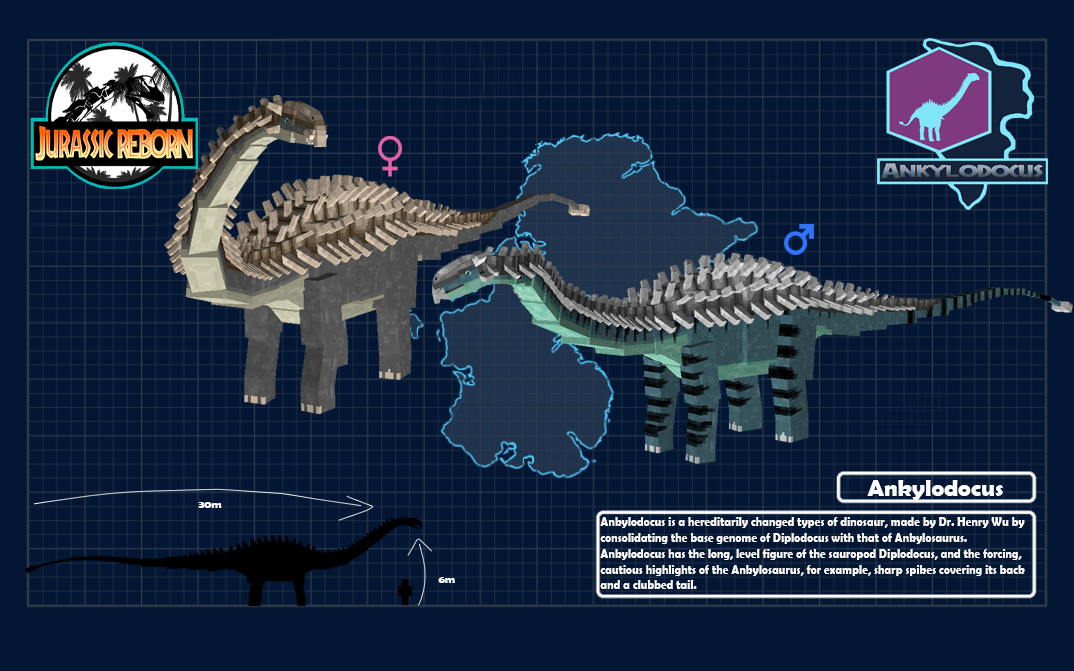 JURASSIC REBORN
ANKYLODOCUS
♀
♂
30m
6m
Ankylodocus
Ankylodocus is a hereditarily changed types of dinosaur, made by Dr. Henry Wu by
consolidating the base genome of Diplodocus with that of Ankylosaurus.
Ankylodocus has the long, level figure of the sauropod Diplodocus, and the forcing,
cautious highlights of the Ankylosaurus, for example, sharp spikes covering its back
and a clubbed tail.